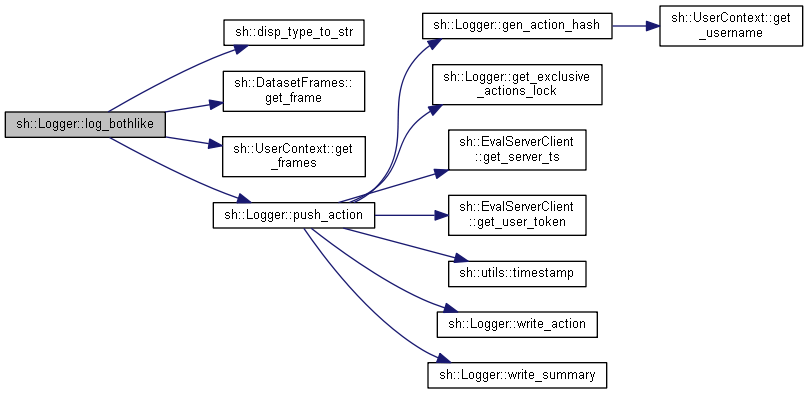 sh::Logger::log_bothlike
sh::disp_type_to_str
sh::DatasetFrames::
get_frame
sh::UserContext::get
_frames
sh::Logger::push_action
sh::Logger::gen_action_hash
sh::UserContext::get
_username
sh::Logger::get_exclusive
_actions_lock
sh::EvalServerClient
::get_server_ts
sh::EvalServerClient
::get_user_token
sh::utils::timestamp
sh::Logger::write_action
sh::Logger::write_summary